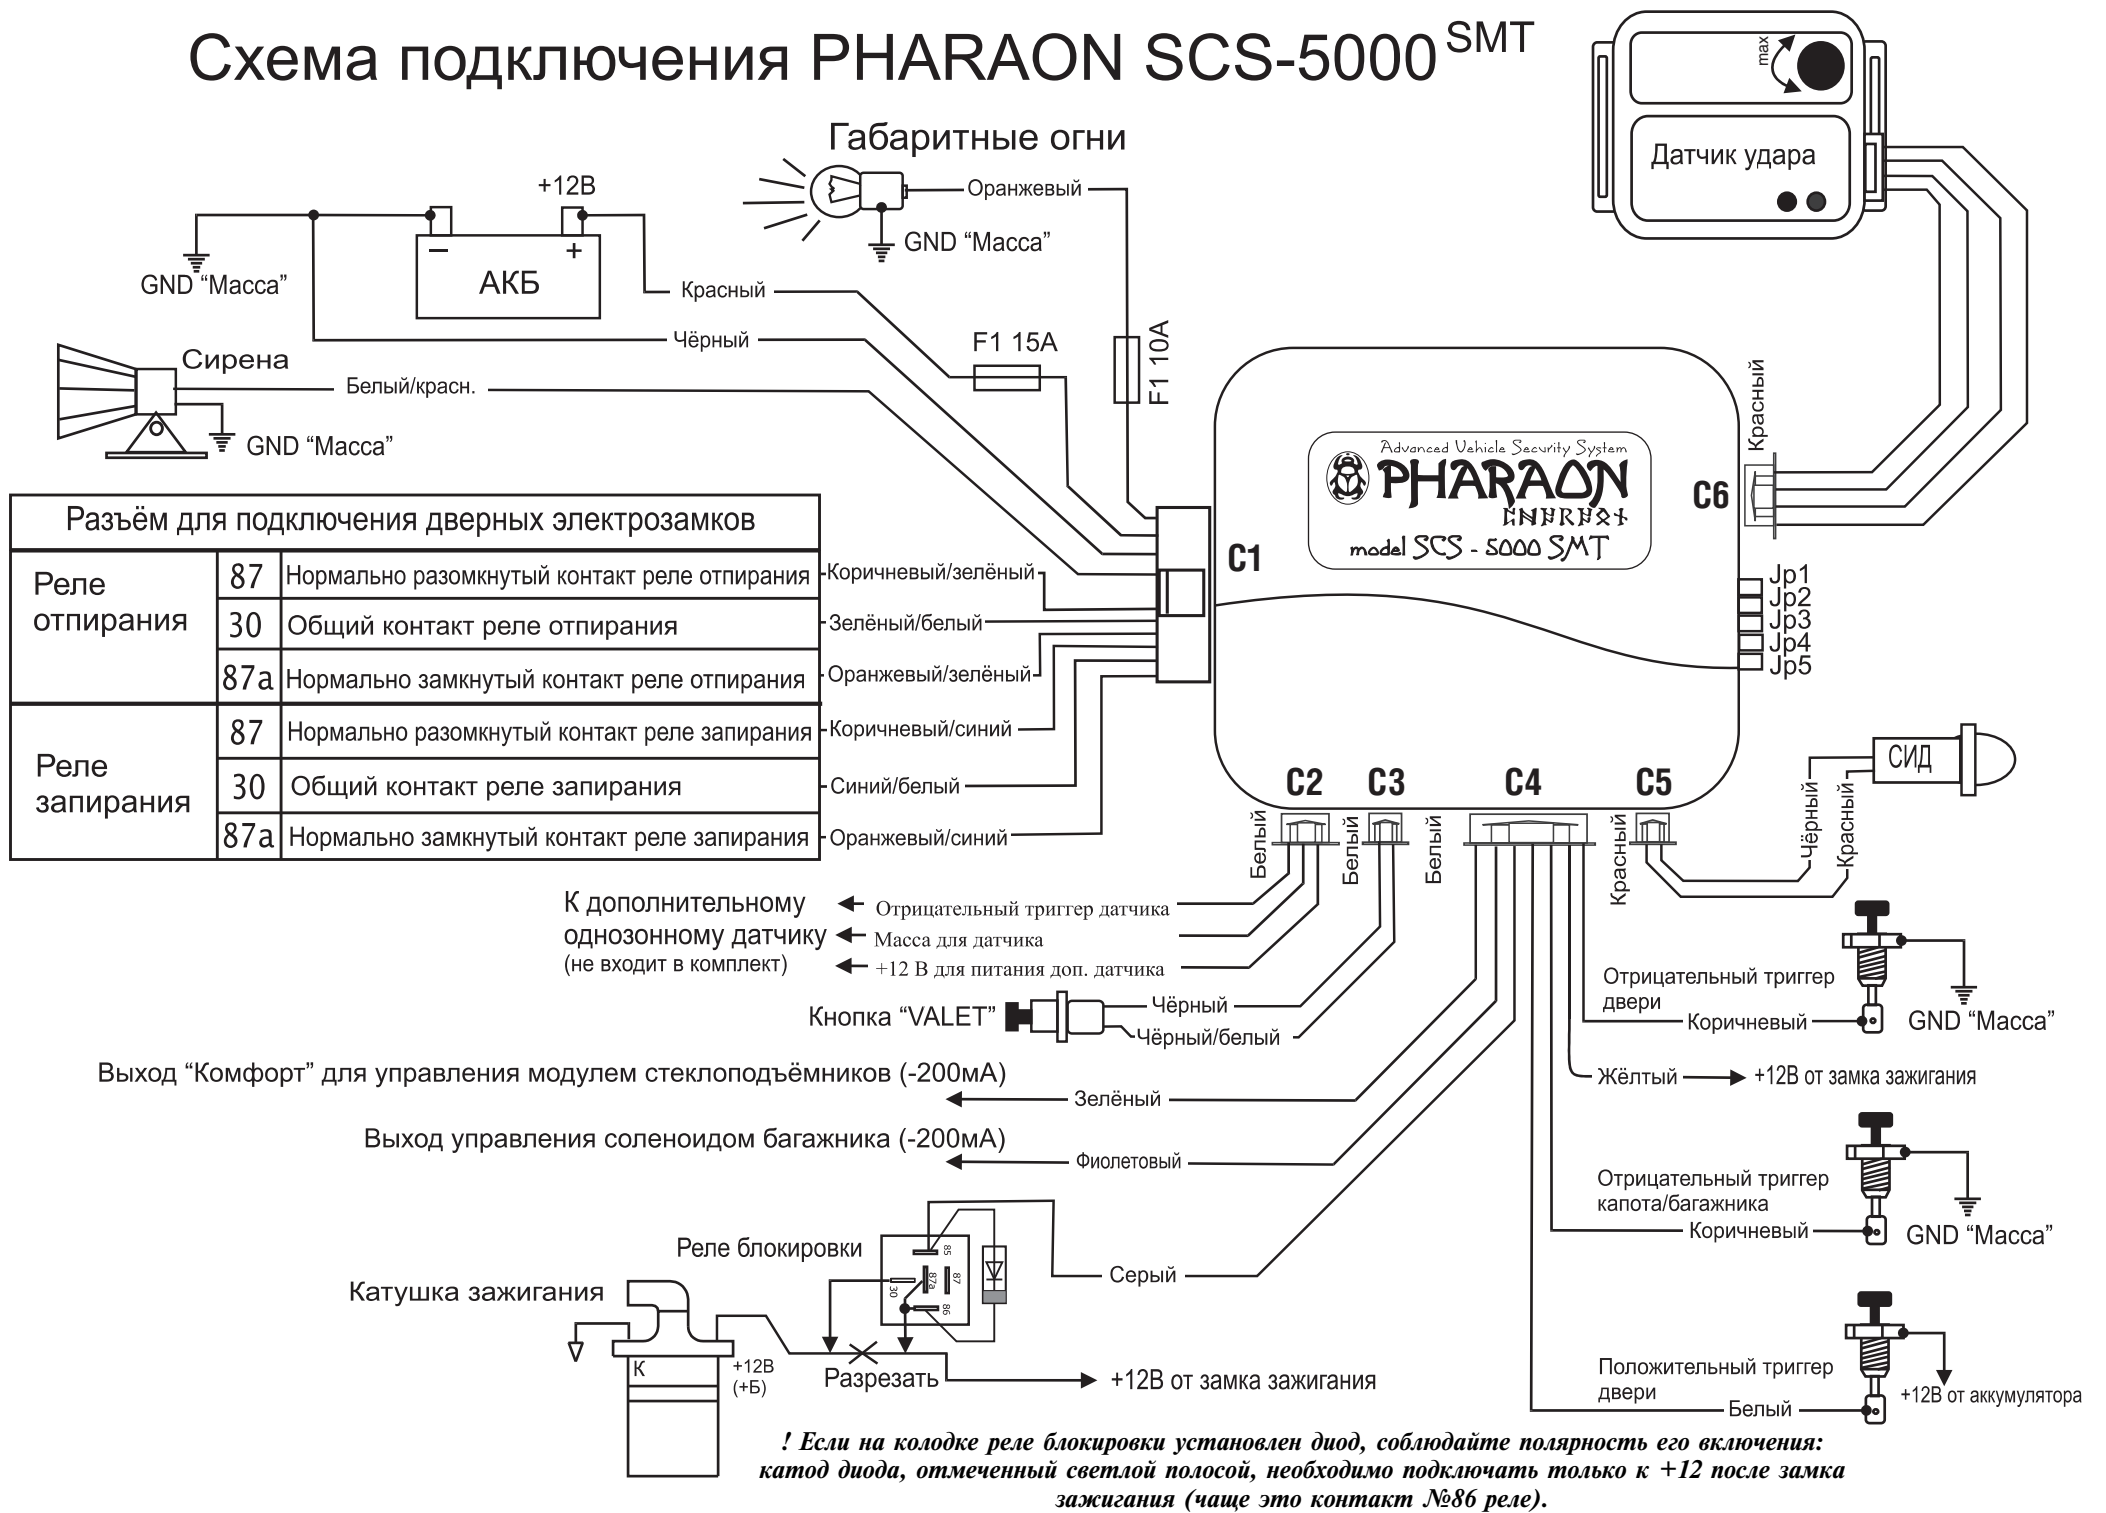 Схема подключения PHARAON SCS-5000 SMT
max
Датчик удара
Габаритные огни
Оранжевый
GND “Масса”
+12В
−
+
АКБ
GND “Масса”
Красный
Чёрный
F1 15А
F1 10А
Сирена
Белый/красн.
GND “Масса”
Красный
C6
Advanced Vehicle Security System
PHARAON
model SCS - 5000 SMT
C1
Jp1
Jp2
Jp3
Jp4
Jp5
Разъём для подключения дверных электрозамков
Реле
отпирания
87 Нормально разомкнутый контакт реле отпирания
Коричневый/зелёный
30 Общий контакт реле отпирания
Зелёный/белый
87а Нормально замкнутый контакт реле отпирания
Оранжевый/зелёный
Реле
запирания
87 Нормально разомкнутый контакт реле запирания
Коричневый/синий
30 Общий контакт реле запирания
Синий/белый
87а Нормально замкнутый контакт реле запирания
Оранжевый/синий
C2
C3
C4
C5
Белый
Белый
Белый
Красный
СИД
Чёрный
Красный
К дополнительному
однозонному датчику
(не входит в комплект)
Отрицательный триггер датчика
Масса для датчика
+12 В для питания доп. датчика
Кнопка “VALET”
Чёрный
Чёрный/белый
Выход “Комфорт” для управления модулем стеклоподъёмников (-200мА)
Зелёный
Выход управления соленоидом багажника (-200мА)
Фиолетовый
Отрицательный триггер
двери
Коричневый
GND “Масса”
Жёлтый
+12В от замка зажигания
Отрицательный триггер
капота/багажника
Коричневый
GND “Масса”
Положительный триггер
двери
Белый
+12В от аккумулятора
Реле блокировки
85
87а
87
30
86
Серый
Катушка зажигания
К
+12В
(+Б)
Разрезать
+12В от замка зажигания
! Если на колодке реле блокировки установлен диод, соблюдайте полярность его включения:
катод диода, отмеченный светлой полосой, необходимо подключать только к +12 после замка
зажигания (чаще это контакт №86 реле).